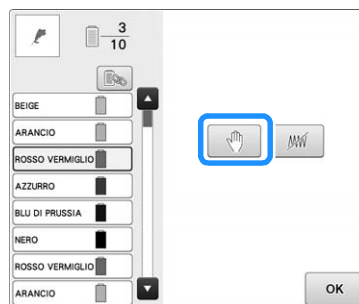 3
10
BEIGE
ARANCIO
ROSSO VERMIGLIO
AZZURRO
BLU DI PRUSSIA
NERO
ROSSO VERMIGLIO
ARANCIO
OK